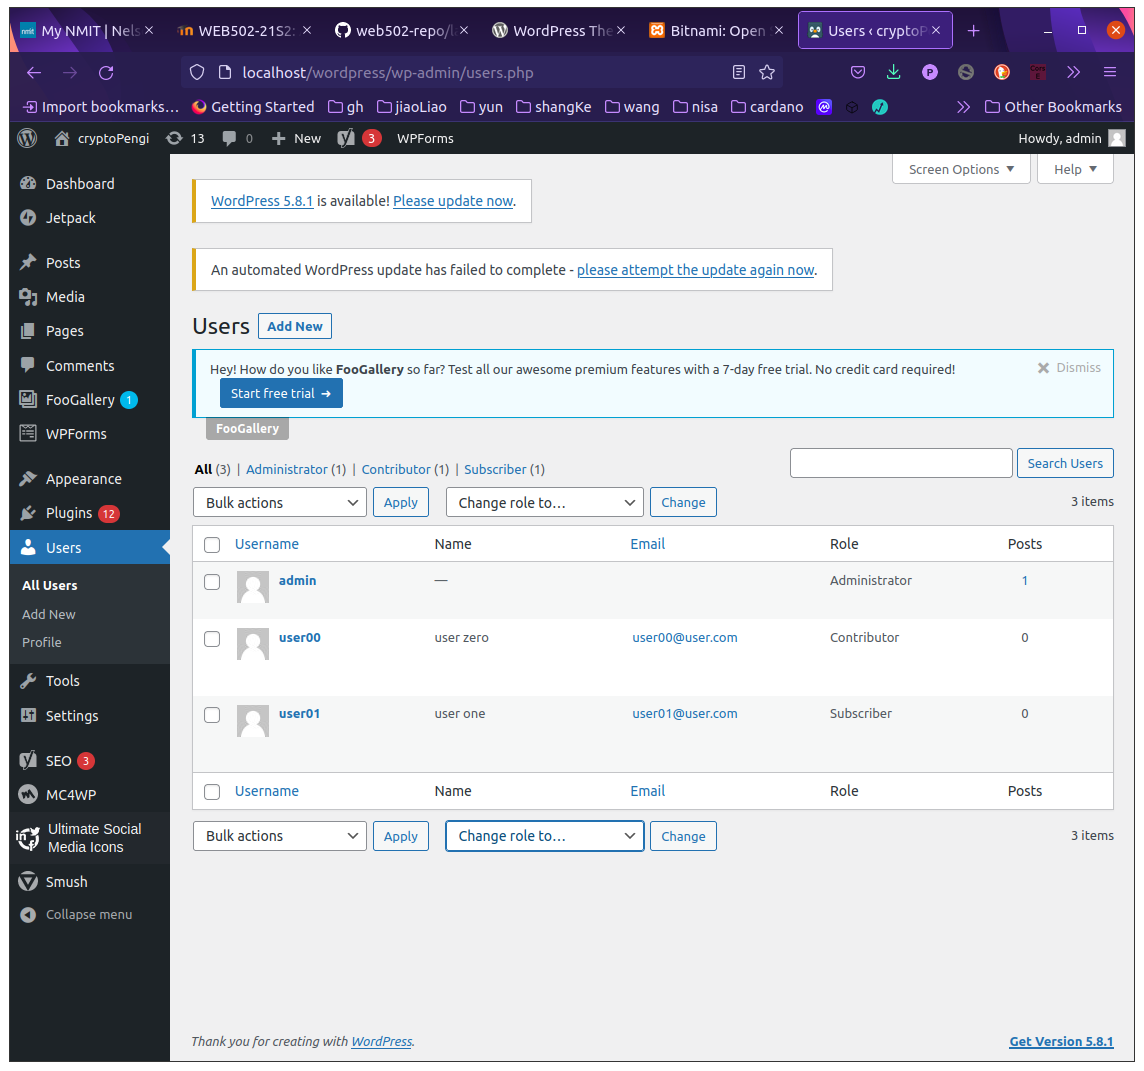 My NMIT | Nels
WEB502-21S2:
web502-repo/la
WordPress The
Bitnami: Open
Users ‹ cryptoP
localhost/wordpress/wp-admin/users.php
Import bookmarks...
Getting Started
gh
jiaoLiao
yun
shangKe
wang
nisa
cardano
Other Bookmarks
cryptoPengi
13
0
New
3
WPForms
Howdy, admin
Dashboard
Jetpack
Posts
Media
Pages
Comments
FooGallery 1
WPForms
Appearance
Plugins 12
Users
All Users
Add New
Profile
Tools
Settings
SEO 3
MC4WP
Ultimate Social
Media Icons
Smush
Collapse menu
Screen Options
Help
WordPress 5.8.1 is available! Please update now.
An automated WordPress update has failed to complete - please attempt the update again now.
Users Add New
Hey! How do you like FooGallery so far? Test all our awesome premium features with a 7-day free trial. No credit card required!
Dismiss
Start free trial ➜
FooGallery
All (3) | Administrator (1) | Contributor (1) | Subscriber (1)
Search Users
Bulk actions Apply Change role to... Change 3 items
Username Name Email Role Posts
admin — Administrator 1
user00 user zero user00@user.com Contributor 0
user01 user one user01@user.com Subscriber 0
Username Name Email Role Posts
Bulk actions Apply Change role to... Change 3 items
Thank you for creating with WordPress. Get Version 5.8.1